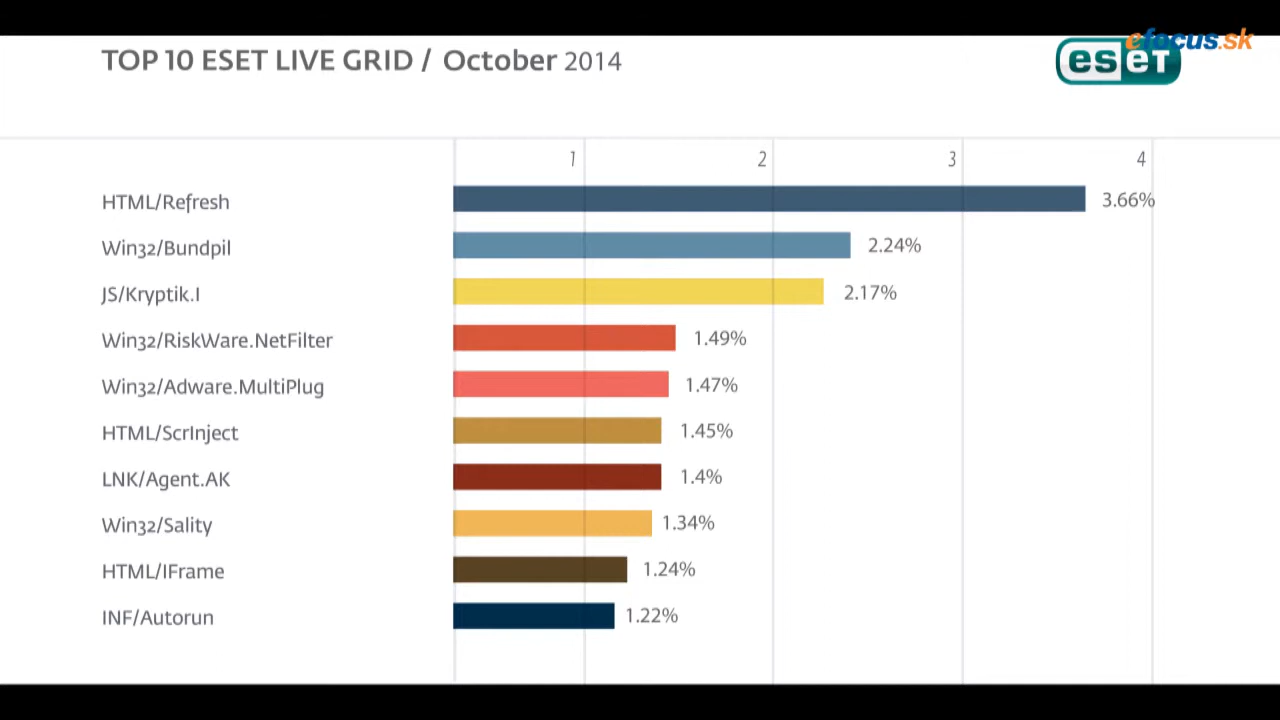 efocus.sk
TOP 10 ESET LIVE GRID / October 2014
eseT
1 2 3 4
HTML/Refresh 3.66%
Win32/Bundpil 2.24%
JS/Kryptik.I 2.17%
Win32/RiskWare.NetFilter 1.49%
Win32/Adware.MultiPlug 1.47%
HTML/ScrInject 1.45%
LNK/Agent.AK 1.4%
Win32/Sality 1.34%
HTML/IFrame 1.24%
INF/Autorun 1.22%